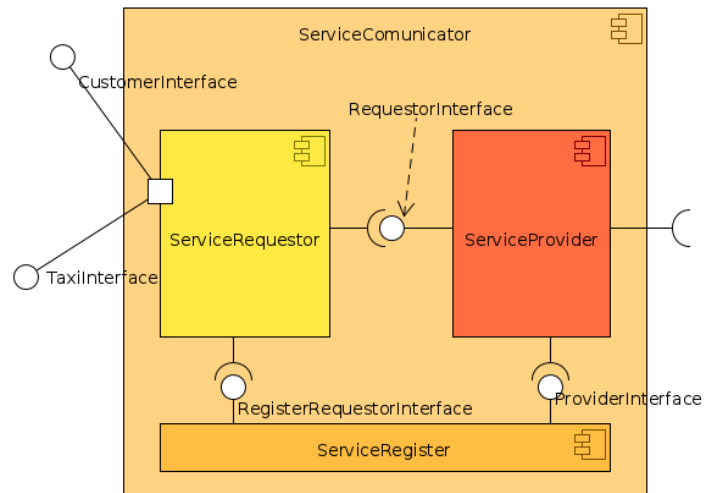 ServiceComunicator
CustomerInterface
RequestorInterface
ServiceRequestor
ServiceProvider
TaxiInterface
RegisterRequestorInterface
ProviderInterface
ServiceRegister